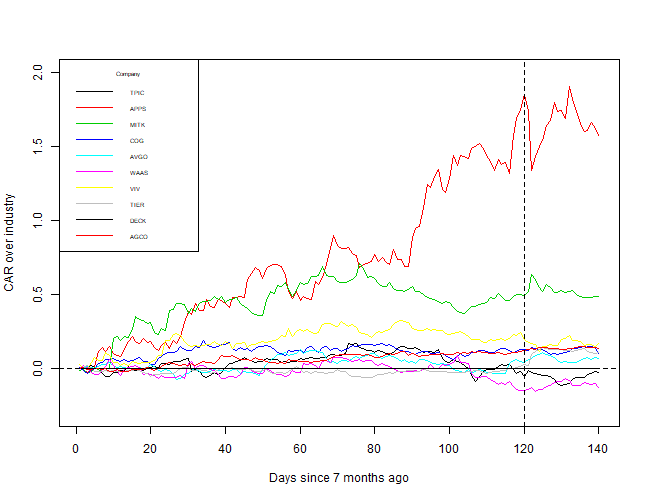 Company
TPIC
APPS
MITK
COG
AVGO
WAAS
VIV
TIER
DECK
AGCO
CAR over industry
2.0
1.5
1.0
0.5
0.0
0 20 40 60 80 100 120 140
Days since 7 months ago